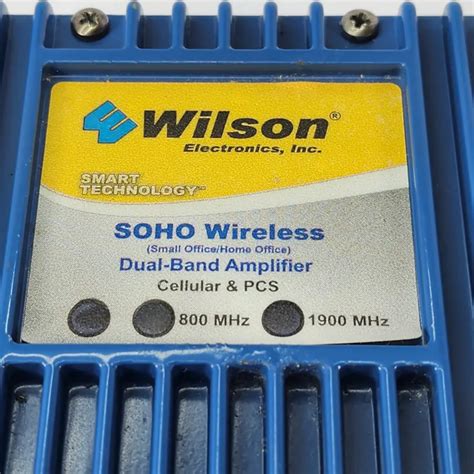 Wilson®
Electronics, Inc.
SMART
TECHNOLOGY
SOHO Wireless
(Small Office/Home Office)
Dual-Band Amplifier
Cellular & PCS
800 MHz 1900 MHz